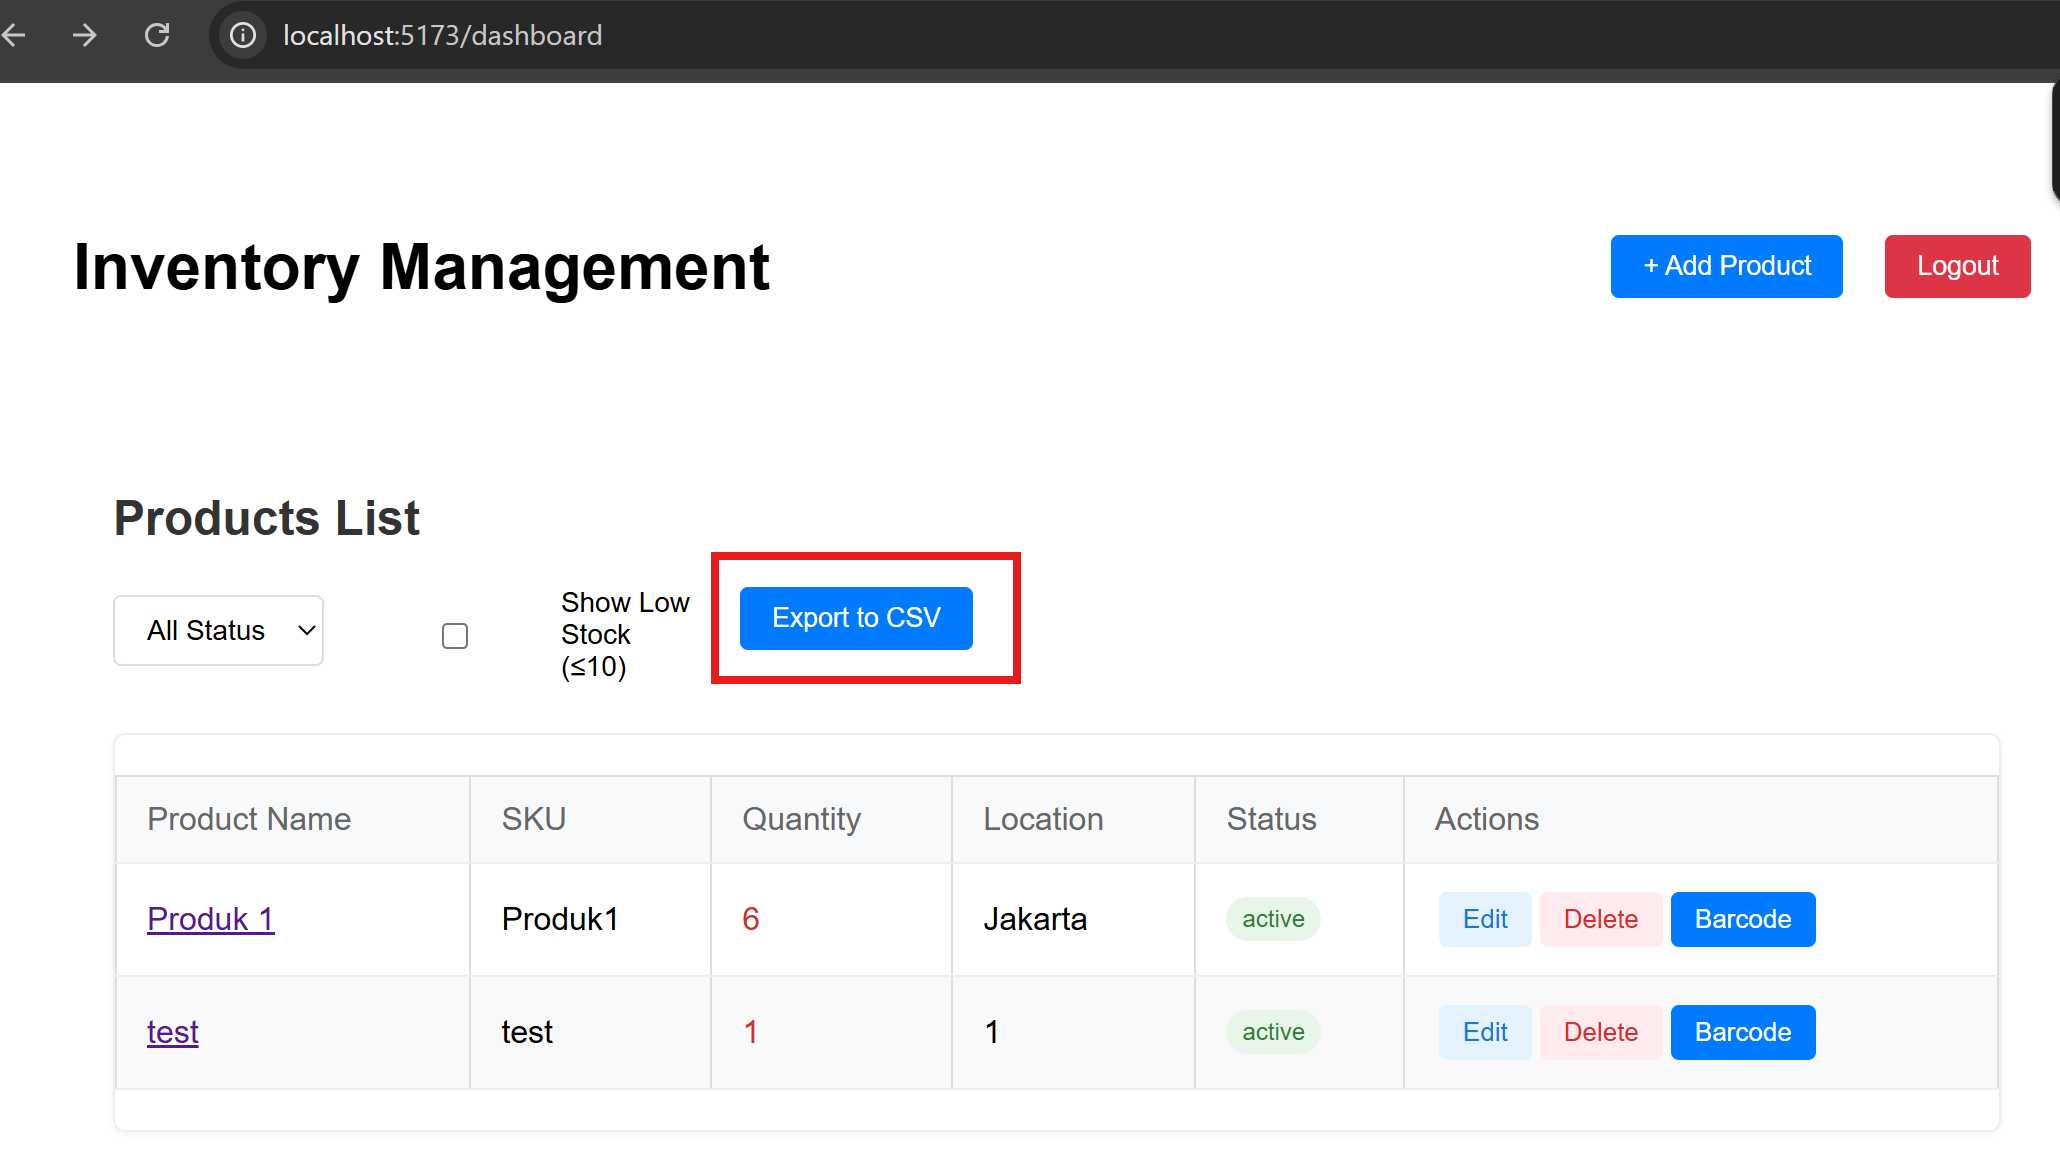 localhost:5173/dashboard
Inventory Management
+ Add Product
Logout
Products List
All Status
Show Low
Stock
(≤10)
Export to CSV
Product Name SKU Quantity Location Status Actions
Produk 1 Produk1 6 Jakarta active Edit Delete Barcode
test test 1 1 active Edit Delete Barcode